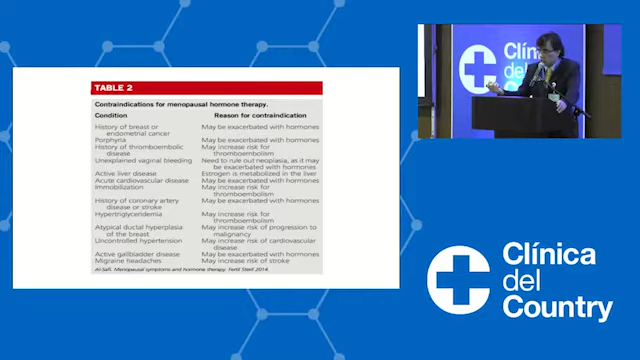 TABLE 2
Contraindications for menopausal hormone therapy.
Condition Reason for contraindication
History of breast or May be exacerbated with hormones
endometrial cancer
Porphyria May be exacerbated with hormones
History of thromboembolic May increase risk for
disease thromboembolism
Unexplained vaginal bleeding Need to rule out neoplasia, as it may
be exacerbated with hormones
Active liver disease Estrogen is metabolized in the liver
Acute cardiovascular disease May be exacerbated with hormones
Immobilization May increase risk for
thromboembolism
History of coronary artery May be exacerbated with hormones
disease or stroke
Hypertriglyceridemia May increase risk for
thromboembolism
Atypical ductal hyperplasia May increase risk of progression to
of the breast malignancy
Uncontrolled hypertension May increase risk of cardiovascular
disease
Active gallbladder disease May be exacerbated with hormones
Migraine headaches May increase risk of stroke
Al-Safi. Menopausal symptoms and hormone therapy. Fertil Steril 2014.
Clínica
del
Country
Clínica
del
Country